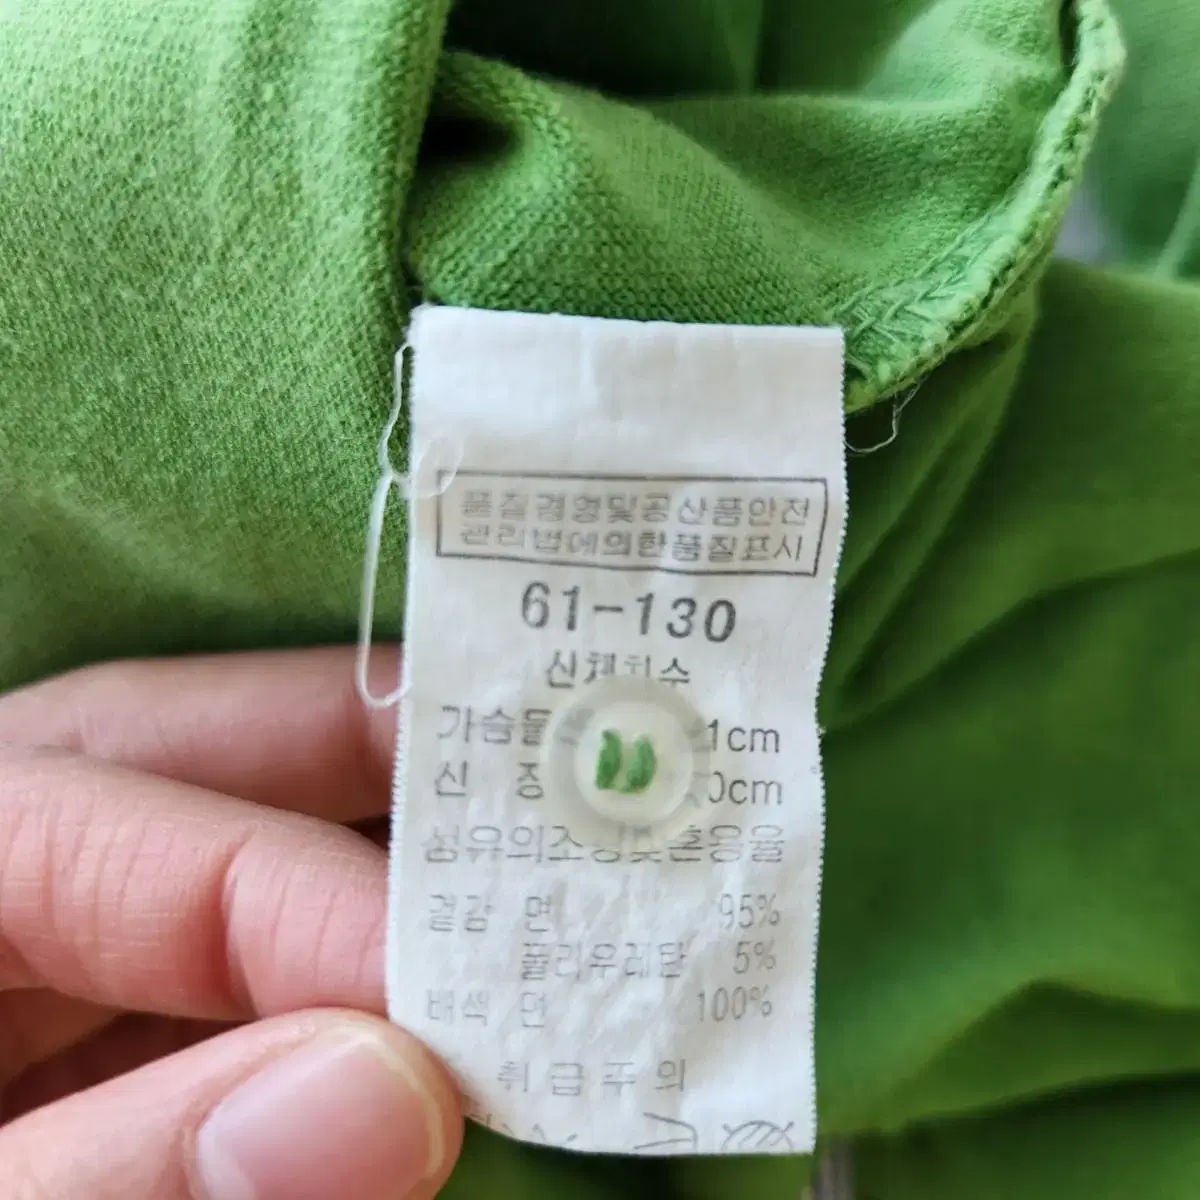 품질경영및공산품안전
관리법에의한품질표시
61-130
신체치수
가슴둘 1cm
신 장 0cm
섬유의조성및혼용율
겉감 면 95%
폴리우레탄 5%
배색 면 100%
취급주의